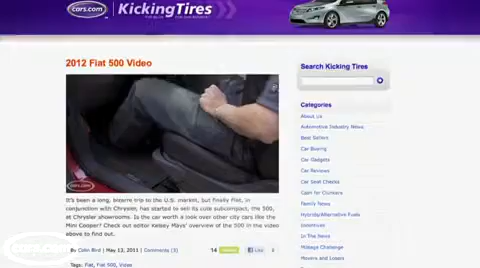 cars.com KickingTires
2012 Fiat 500 Video
Search Kicking Tires
cars.com
Categories
About Us
Automotive Industry News
Best Sellers
Car Buying
Car Gadgets
Car Reviews
Car Seat Checks
Cash for Clunkers
Family News
Hybrids/Alternative Fuels
Incentives
In The News
Mileage Challenge
Movers and Losers
It's been a long, bizarre trip to the U.S. market, but finally Fiat, in
conjunction with Chrysler, has started to sell its cute subcompact, the 500,
at Chrysler showrooms. Is the car worth a look over other city cars like the
Mini Cooper? Check out editor Kelsey Mays' overview of the 500 in the video
above to find out.
By Colin Bird | May 13, 2011 | Comments (3)
14
Like
Tags: Fiat, Fiat 500, Video
cars.com